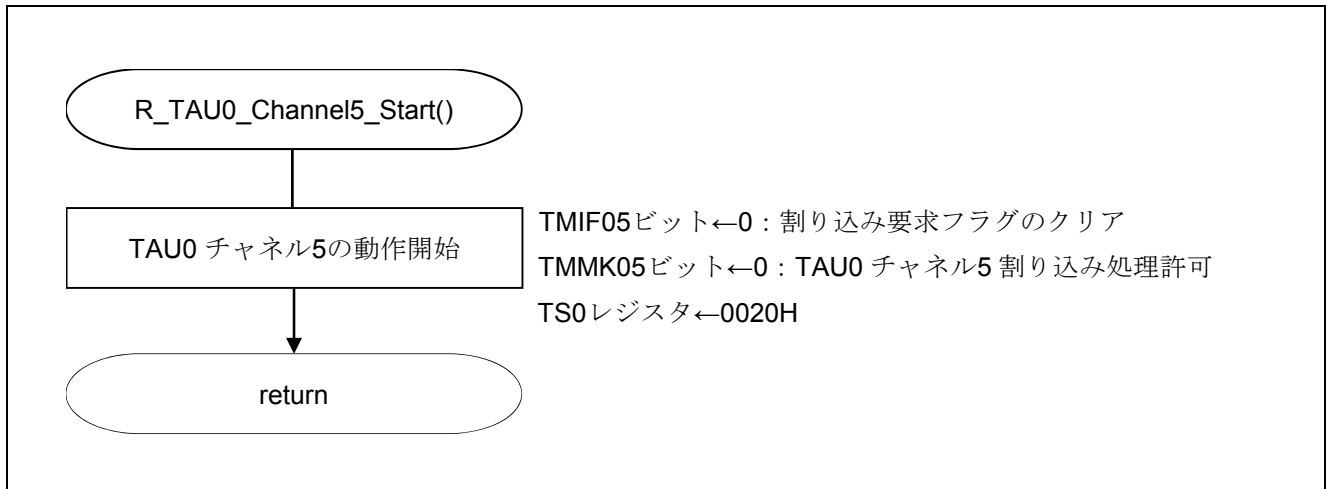 R_TAU0_Channel5_Start()
TAU0 チャネル5の動作開始
TMIF05ビット←0：割り込み要求フラグのクリア
TMMK05ビット←0：TAU0 チャネル5 割り込み処理許可
TS0レジスタ←0020H
return